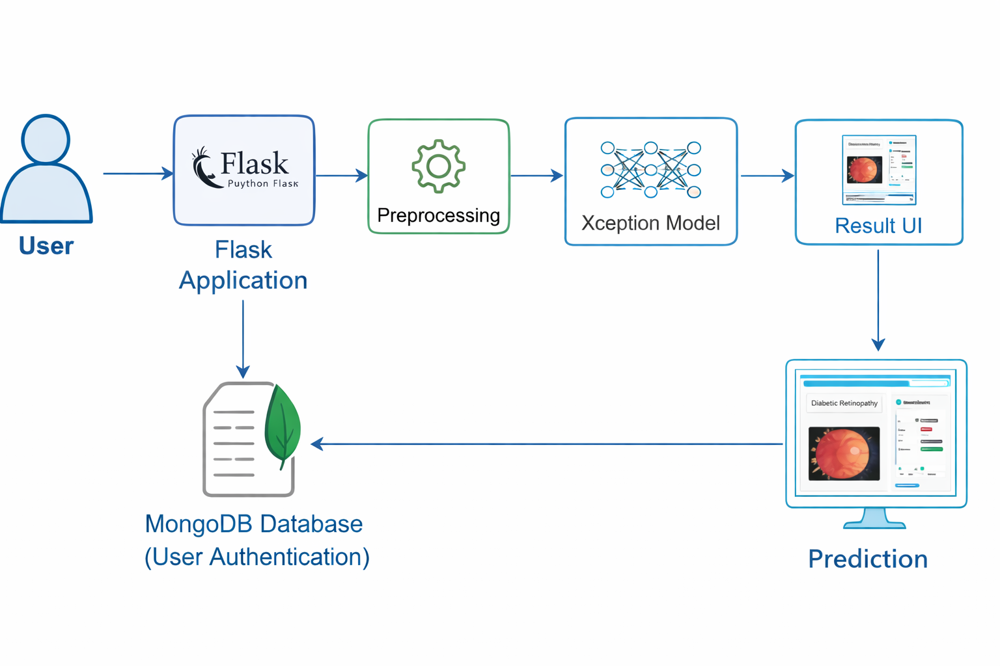 Flask
Puython Flask
Preprocessing
Xception Model
Result UI
User
Flask
Application
Diabetic Retinopathy
MongoDB Database
(User Authentication)
Prediction